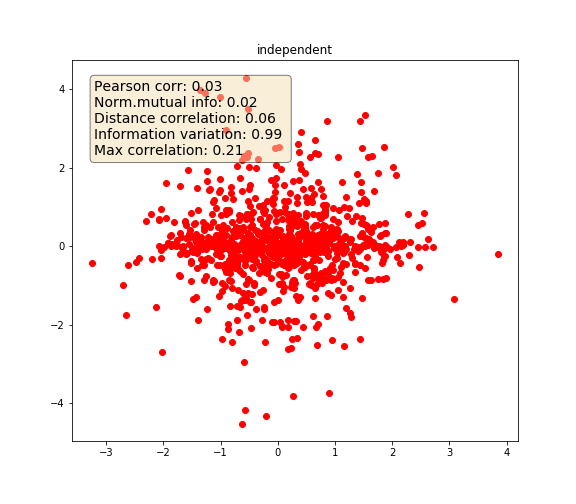 independent
Pearson corr: 0.03
Norm.mutual info: 0.02
Distance correlation: 0.06
Information variation: 0.99
Max correlation: 0.21
4
2
0
−2
−4
−3
−2
−1
0
1
2
3
4